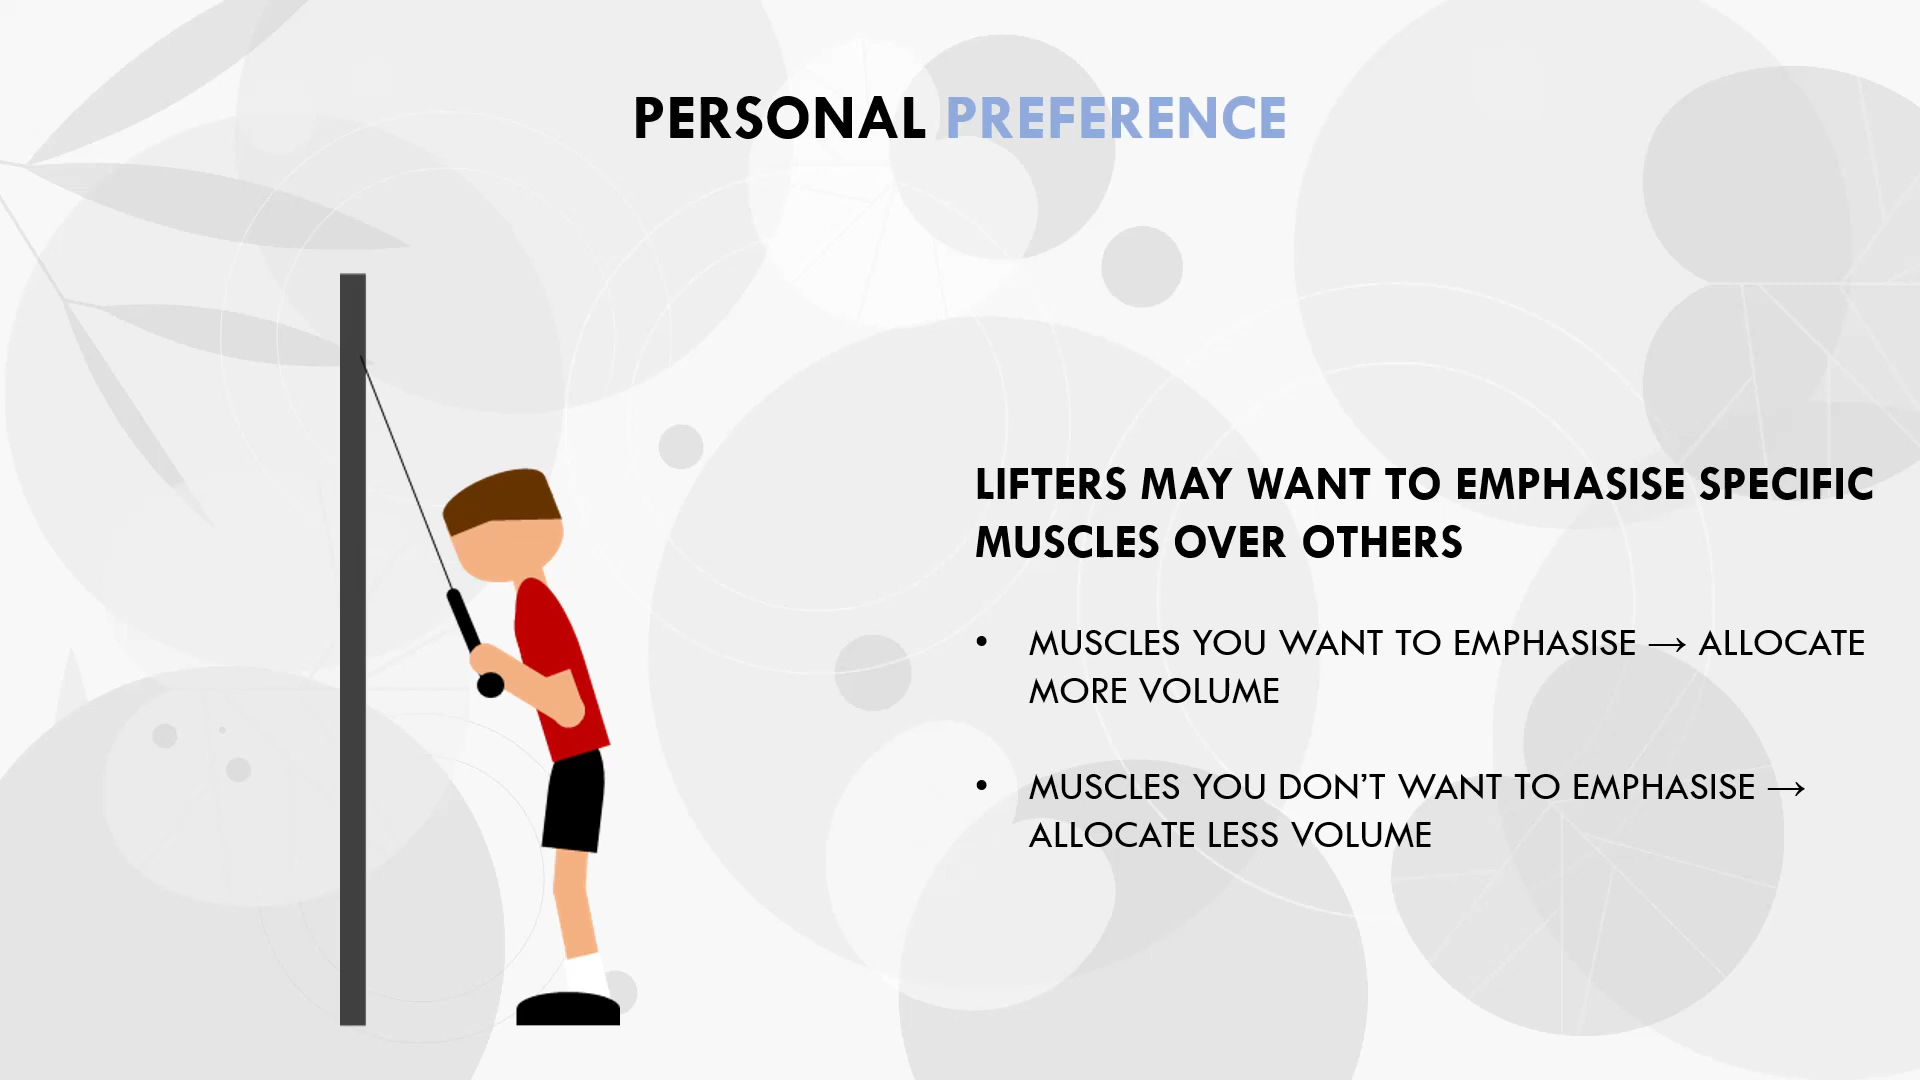 PERSONAL PREFERENCE
LIFTERS MAY WANT TO EMPHASISE SPECIFIC
MUSCLES OVER OTHERS
• MUSCLES YOU WANT TO EMPHASISE → ALLOCATE
MORE VOLUME
• MUSCLES YOU DON’T WANT TO EMPHASISE →
ALLOCATE LESS VOLUME